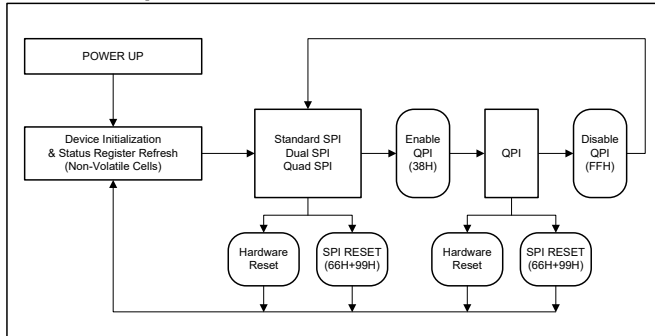 POWER UP
Device Initialization
& Status Register Refresh
(Non-Volatile Cells)
Standard SPI
Dual SPI
Quad SPI
Enable
QPI
(38H)
QPI
Disable
QPI
(FFH)
Hardware
Reset
SPI RESET
(66H+99H)
Hardware
Reset
SPI RESET
(66H+99H)